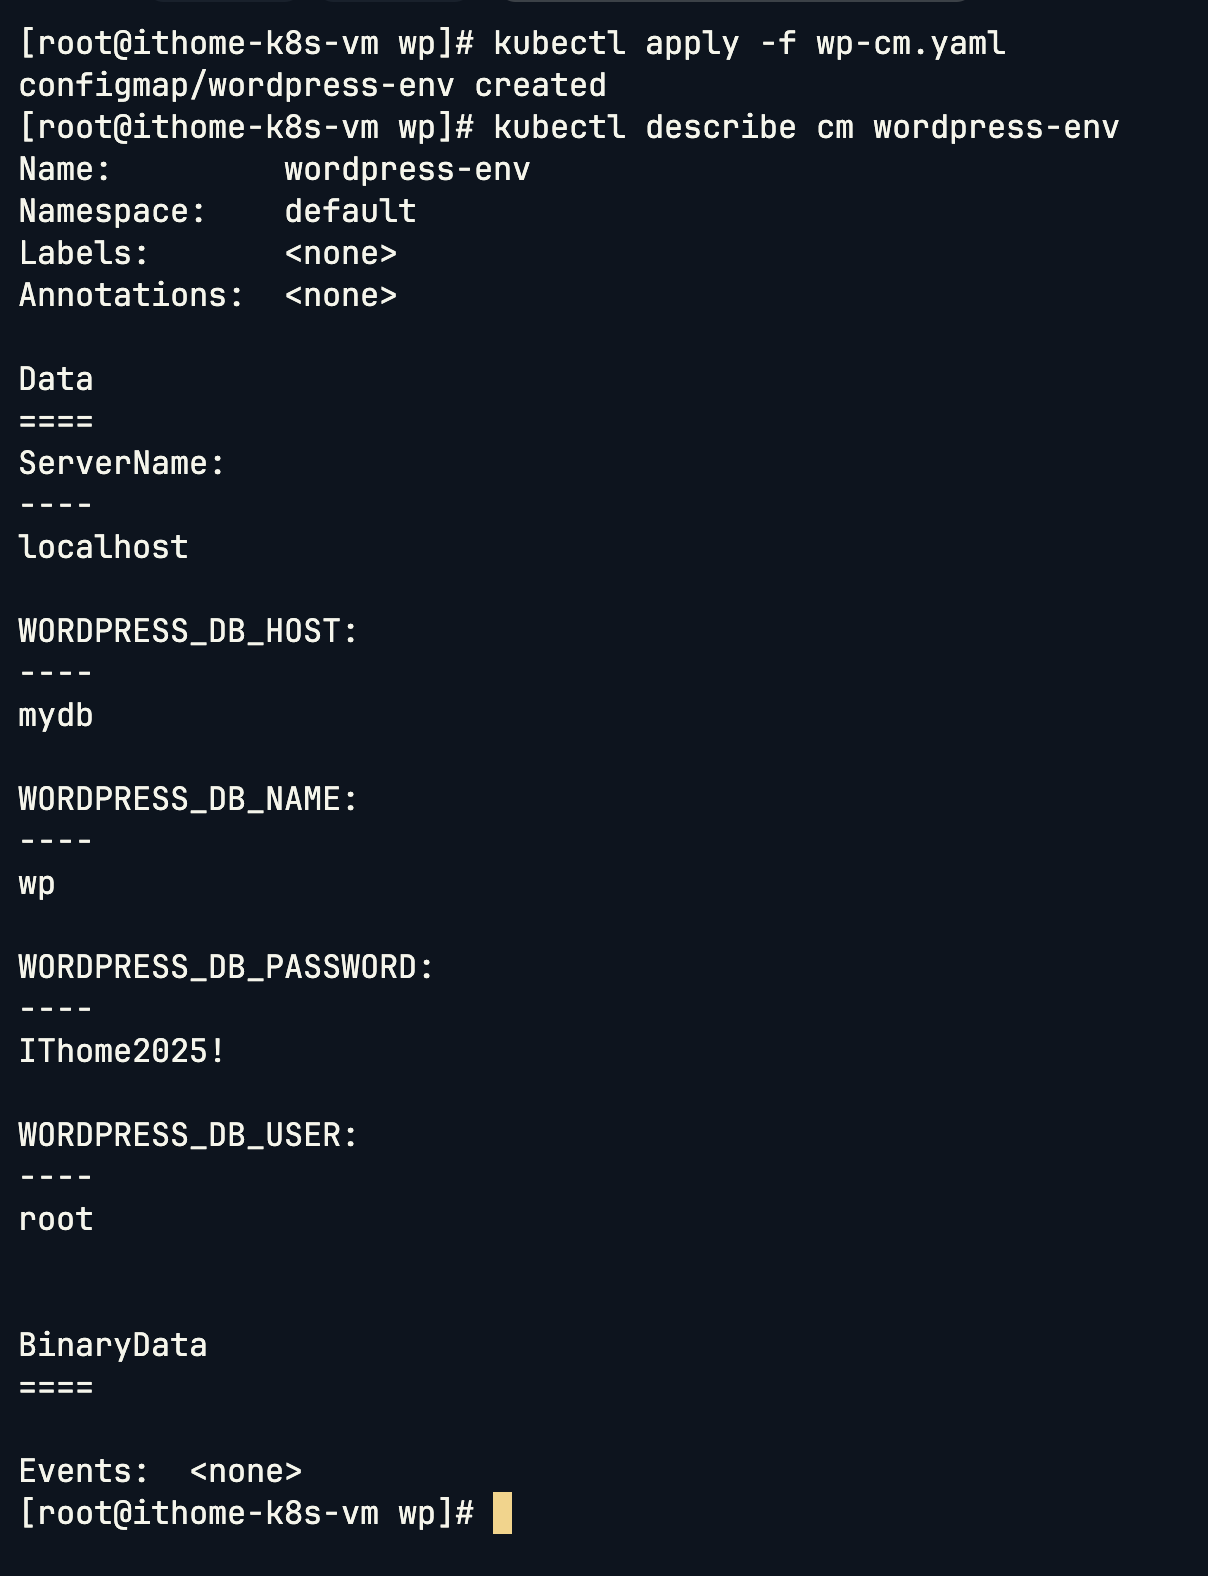 [root@ithome-k8s-vm wp]# kubectl apply -f wp-cm.yaml
configmap/wordpress-env created
[root@ithome-k8s-vm wp]# kubectl describe cm wordpress-env
Name:         wordpress-env
Namespace:    default
Labels:       <none>
Annotations:  <none>

Data
====
ServerName:
----
localhost

WORDPRESS_DB_HOST:
----
mydb

WORDPRESS_DB_NAME:
----
wp

WORDPRESS_DB_PASSWORD:
----
IThome2025!

WORDPRESS_DB_USER:
----
root


BinaryData
====

Events:  <none>
[root@ithome-k8s-vm wp]#